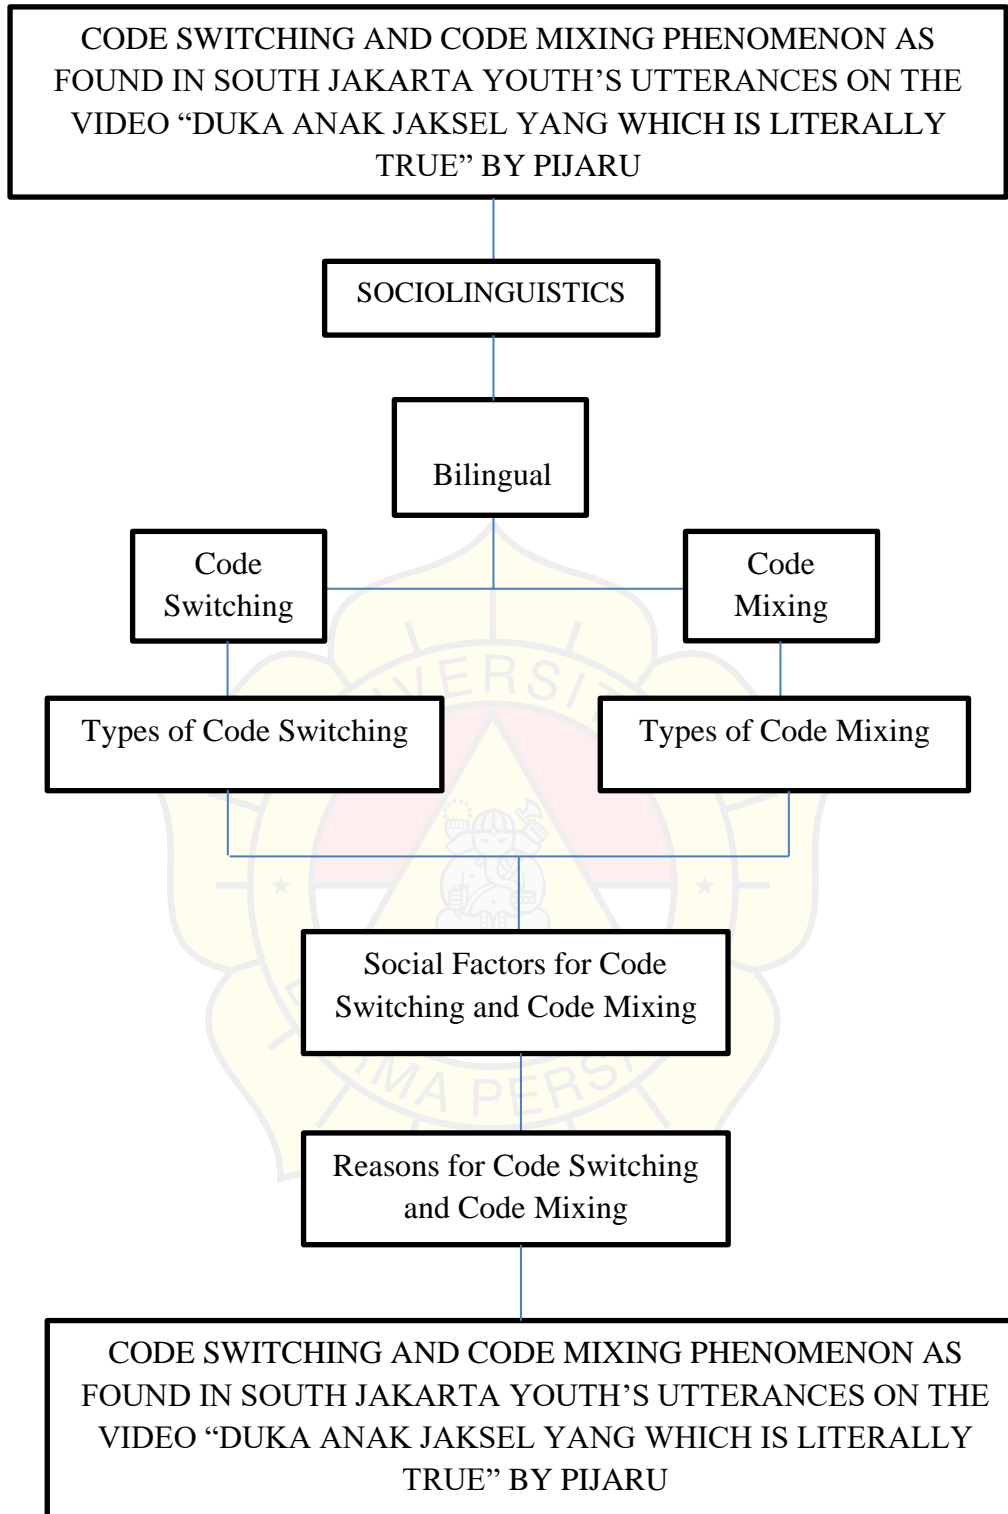 CODE SWITCHING AND CODE MIXING PHENOMENON AS
FOUND IN SOUTH JAKARTA YOUTH’S UTTERANCES ON THE
VIDEO “DUKA ANAK JAKSEL YANG WHICH IS LITERALLY
TRUE” BY PIJARU
SOCIOLINGUISTICS
Bilingual
Code
Switching
Code
Mixing
Types of Code Switching
Types of Code Mixing
Social Factors for Code
Switching and Code Mixing
Reasons for Code Switching
and Code Mixing
CODE SWITCHING AND CODE MIXING PHENOMENON AS
FOUND IN SOUTH JAKARTA YOUTH’S UTTERANCES ON THE
VIDEO “DUKA ANAK JAKSEL YANG WHICH IS LITERALLY
TRUE” BY PIJARU